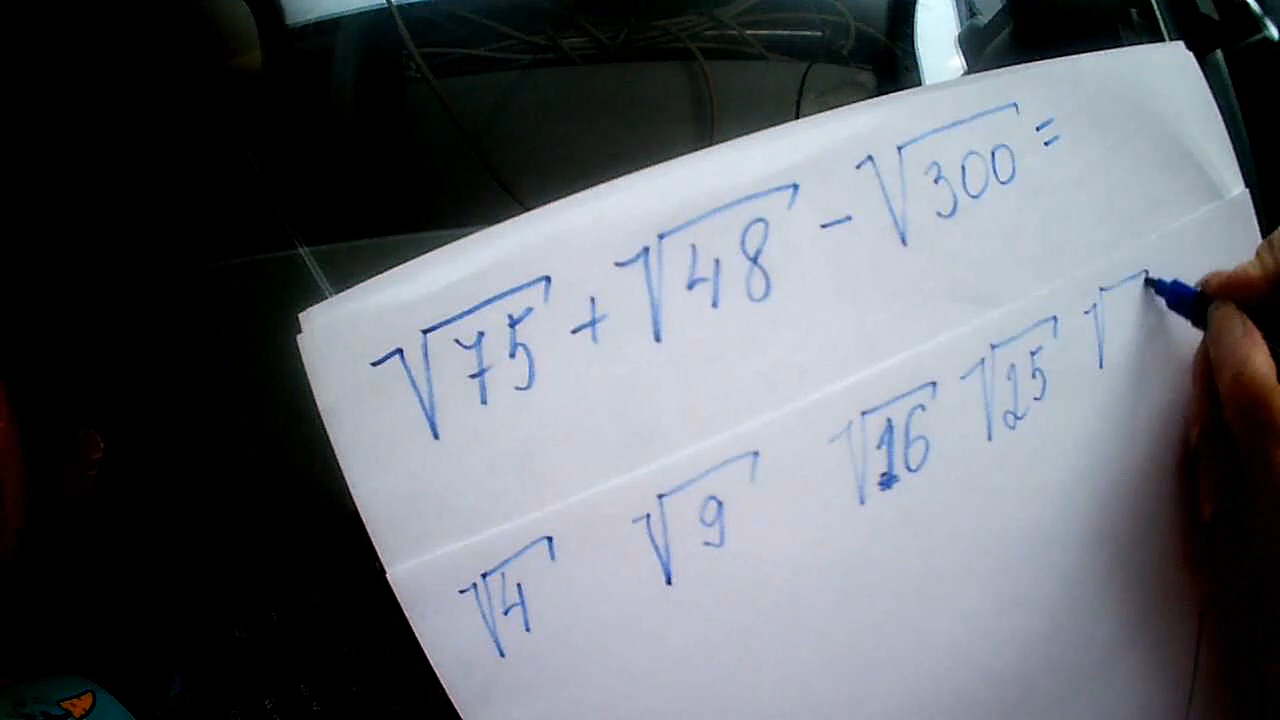 √75 + √48 - √300 =
√4 √9 √16 √25 √